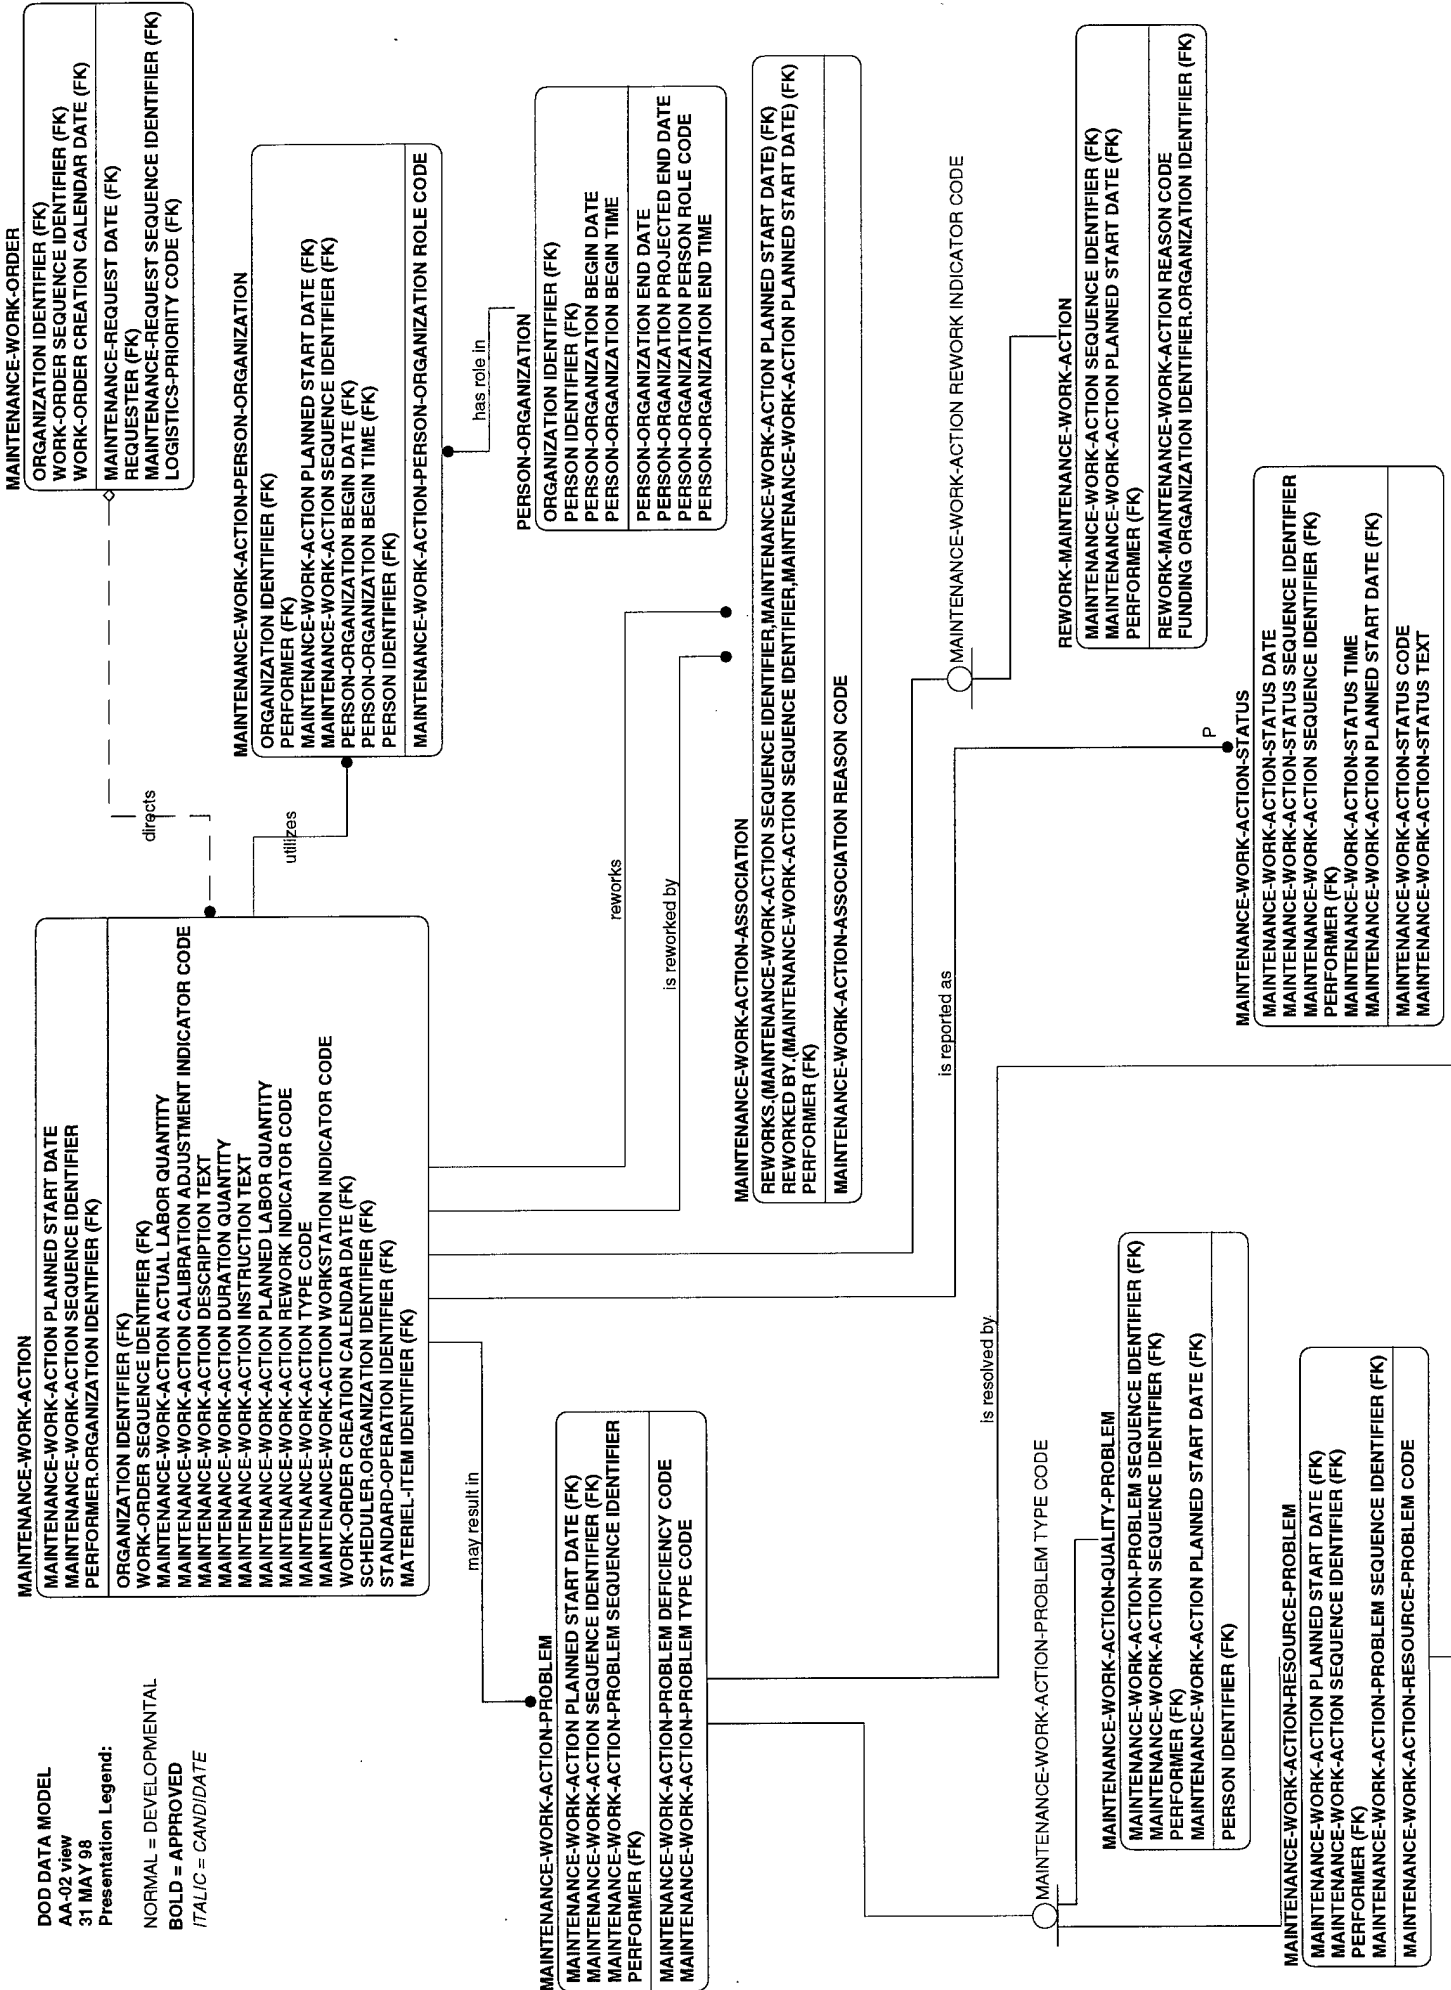 DOD DATA MODEL
AA-02 view
31 MAY 98
Presentation Legend:
NORMAL = DEVELOPMENTAL
BOLD = APPROVED
ITALIC = CANDIDATE
MAINTENANCE-WORK-ACTION
MAINTENANCE-WORK-ACTION PLANNED START DATE
MAINTENANCE-WORK-ACTION SEQUENCE IDENTIFIER
PERFORMER.ORGANIZATION IDENTIFIER (FK)
ORGANIZATION IDENTIFIER (FK)
WORK-ORDER SEQUENCE IDENTIFIER (FK)
MAINTENANCE-WORK-ACTION ACTUAL LABOR QUANTITY
MAINTENANCE-WORK-ACTION CALIBRATION ADJUSTMENT INDICATOR CODE
MAINTENANCE-WORK-ACTION DESCRIPTION TEXT
MAINTENANCE-WORK-ACTION DURATION QUANTITY
MAINTENANCE-WORK-ACTION INSTRUCTION TEXT
MAINTENANCE-WORK-ACTION PLANNED LABOR QUANTITY
MAINTENANCE-WORK-ACTION REWORK INDICATOR CODE
MAINTENANCE-WORK-ACTION TYPE CODE
MAINTENANCE-WORK-ACTION WORKSTATION INDICATOR CODE
WORK-ORDER CREATION CALENDAR DATE (FK)
SCHEDULER.ORGANIZATION IDENTIFIER (FK)
STANDARD-OPERATION IDENTIFIER (FK)
MATERIEL-ITEM IDENTIFIER (FK)
directs
MAINTENANCE-WORK-ORDER
ORGANIZATION IDENTIFIER (FK)
WORK-ORDER SEQUENCE IDENTIFIER (FK)
WORK-ORDER CREATION CALENDAR DATE (FK)
MAINTENANCE-REQUEST DATE (FK)
REQUESTER (FK)
MAINTENANCE-REQUEST SEQUENCE IDENTIFIER (FK)
LOGISTICS-PRIORITY CODE (FK)
utilizes
MAINTENANCE-WORK-ACTION-PERSON-ORGANIZATION
ORGANIZATION IDENTIFIER (FK)
PERFORMER (FK)
MAINTENANCE-WORK-ACTION PLANNED START DATE (FK)
MAINTENANCE-WORK-ACTION SEQUENCE IDENTIFIER (FK)
PERSON-ORGANIZATION BEGIN DATE (FK)
PERSON-ORGANIZATION BEGIN TIME (FK)
PERSON IDENTIFIER (FK)
MAINTENANCE-WORK-ACTION-PERSON-ORGANIZATION ROLE CODE
has role in
PERSON-ORGANIZATION
ORGANIZATION IDENTIFIER (FK)
PERSON IDENTIFIER (FK)
PERSON-ORGANIZATION BEGIN DATE
PERSON-ORGANIZATION BEGIN TIME
PERSON-ORGANIZATION END DATE
PERSON-ORGANIZATION PROJECTED END DATE
PERSON-ORGANIZATION PERSON ROLE CODE
PERSON-ORGANIZATION END TIME
may result in
reworks
is reworked by
MAINTENANCE-WORK-ACTION-PROBLEM
MAINTENANCE-WORK-ACTION PLANNED START DATE (FK)
MAINTENANCE-WORK-ACTION SEQUENCE IDENTIFIER (FK)
MAINTENANCE-WORK-ACTION-PROBLEM SEQUENCE IDENTIFIER
PERFORMER (FK)
MAINTENANCE-WORK-ACTION-PROBLEM DEFICIENCY CODE
MAINTENANCE-WORK-ACTION-PROBLEM TYPE CODE
MAINTENANCE-WORK-ACTION-ASSOCIATION
REWORKS.(MAINTENANCE-WORK-ACTION SEQUENCE IDENTIFIER,MAINTENANCE-WORK-ACTION PLANNED START DATE) (FK)
REWORKED BY.(MAINTENANCE-WORK-ACTION SEQUENCE IDENTIFIER,MAINTENANCE-WORK-ACTION PLANNED START DATE) (FK)
PERFORMER (FK)
MAINTENANCE-WORK-ACTION-ASSOCIATION REASON CODE
is reported as
MAINTENANCE-WORK-ACTION REWORK INDICATOR CODE
is resolved by
MAINTENANCE-WORK-ACTION-PROBLEM TYPE CODE
REWORK-MAINTENANCE-WORK-ACTION
MAINTENANCE-WORK-ACTION SEQUENCE IDENTIFIER (FK)
MAINTENANCE-WORK-ACTION PLANNED START DATE (FK)
PERFORMER (FK)
REWORK-MAINTENANCE-WORK-ACTION REASON CODE
FUNDING ORGANIZATION IDENTIFIER.ORGANIZATION IDENTIFIER (FK)
MAINTENANCE-WORK-ACTION-QUALITY-PROBLEM
MAINTENANCE-WORK-ACTION-PROBLEM SEQUENCE IDENTIFIER (FK)
MAINTENANCE-WORK-ACTION SEQUENCE IDENTIFIER (FK)
PERFORMER (FK)
MAINTENANCE-WORK-ACTION PLANNED START DATE (FK)
PERSON IDENTIFIER (FK)
P
MAINTENANCE-WORK-ACTION-STATUS
MAINTENANCE-WORK-ACTION-STATUS DATE
MAINTENANCE-WORK-ACTION-STATUS SEQUENCE IDENTIFIER
MAINTENANCE-WORK-ACTION SEQUENCE IDENTIFIER (FK)
PERFORMER (FK)
MAINTENANCE-WORK-ACTION-STATUS TIME
MAINTENANCE-WORK-ACTION PLANNED START DATE (FK)
MAINTENANCE-WORK-ACTION-STATUS CODE
MAINTENANCE-WORK-ACTION-STATUS TEXT
MAINTENANCE-WORK-ACTION-RESOURCE-PROBLEM
MAINTENANCE-WORK-ACTION PLANNED START DATE (FK)
MAINTENANCE-WORK-ACTION SEQUENCE IDENTIFIER (FK)
PERFORMER (FK)
MAINTENANCE-WORK-ACTION-PROBLEM SEQUENCE IDENTIFIER (FK)
MAINTENANCE-WORK-ACTION-RESOURCE-PROBLEM CODE